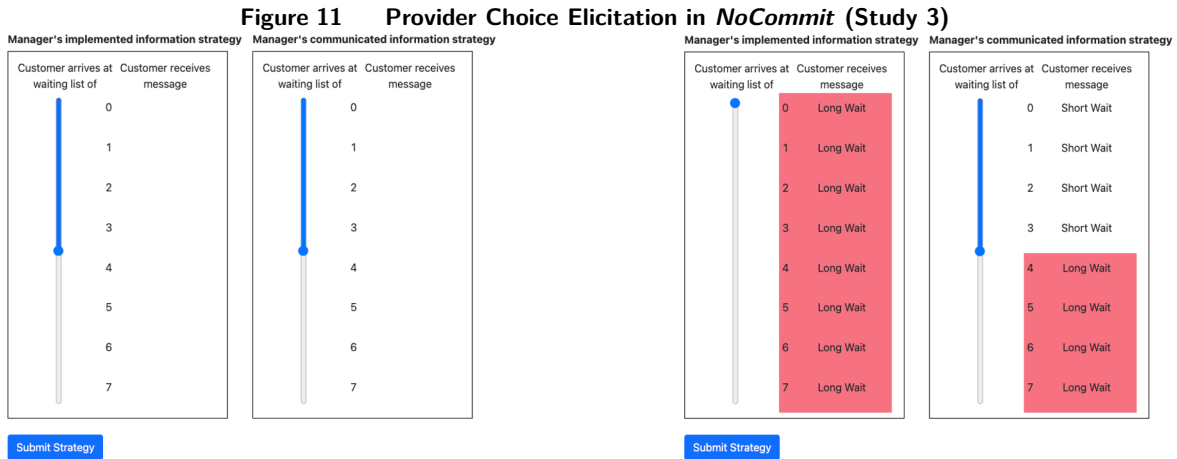 Figure 11 Provider Choice Elicitation in NoCommit (Study 3)
Manager's implemented information strategy
Customer arrives at Customer receives
waiting list of message
0
1
2
3
4
5
6
7
Submit Strategy
Manager's communicated information strategy
Customer arrives at Customer receives
waiting list of message
0
1
2
3
4
5
6
7
Manager's implemented information strategy
Customer arrives at Customer receives
waiting list of message
0 Long Wait
1 Long Wait
2 Long Wait
3 Long Wait
4 Long Wait
5 Long Wait
6 Long Wait
7 Long Wait
Submit Strategy
Manager's communicated information strategy
Customer arrives at Customer receives
waiting list of message
0 Short Wait
1 Short Wait
2 Short Wait
3 Short Wait
4 Long Wait
5 Long Wait
6 Long Wait
7 Long Wait